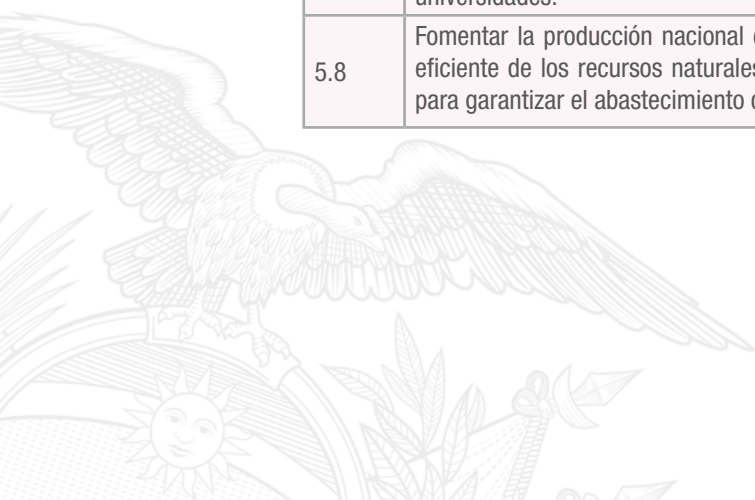 universidades.
5.8
Fomentar la producción nacional
eficiente de los recursos naturales
para garantizar el abastecimiento